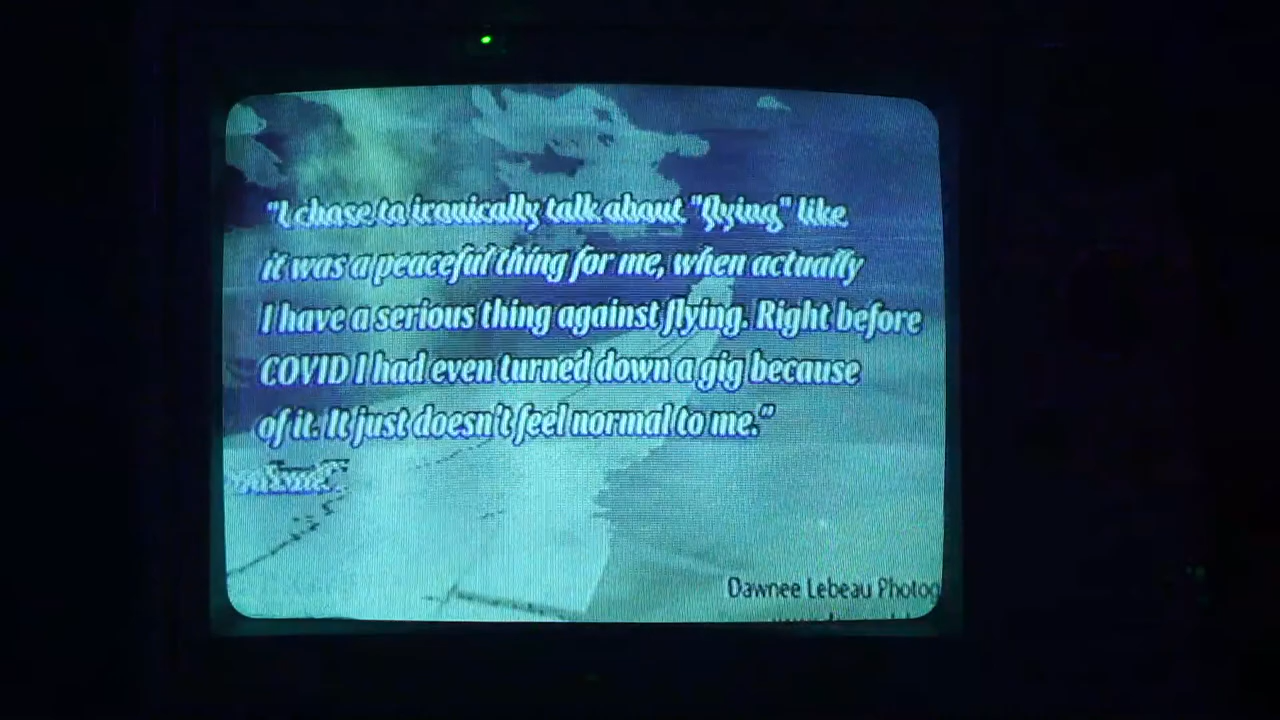 "I chose to ironically talk about "flying" like
it was a peaceful thing for me, when actually
I have a serious thing against flying. Right before
COVID I had even turned down a gig because
of it. It just doesn't feel normal to me."
Dawnee Lebeau Photog